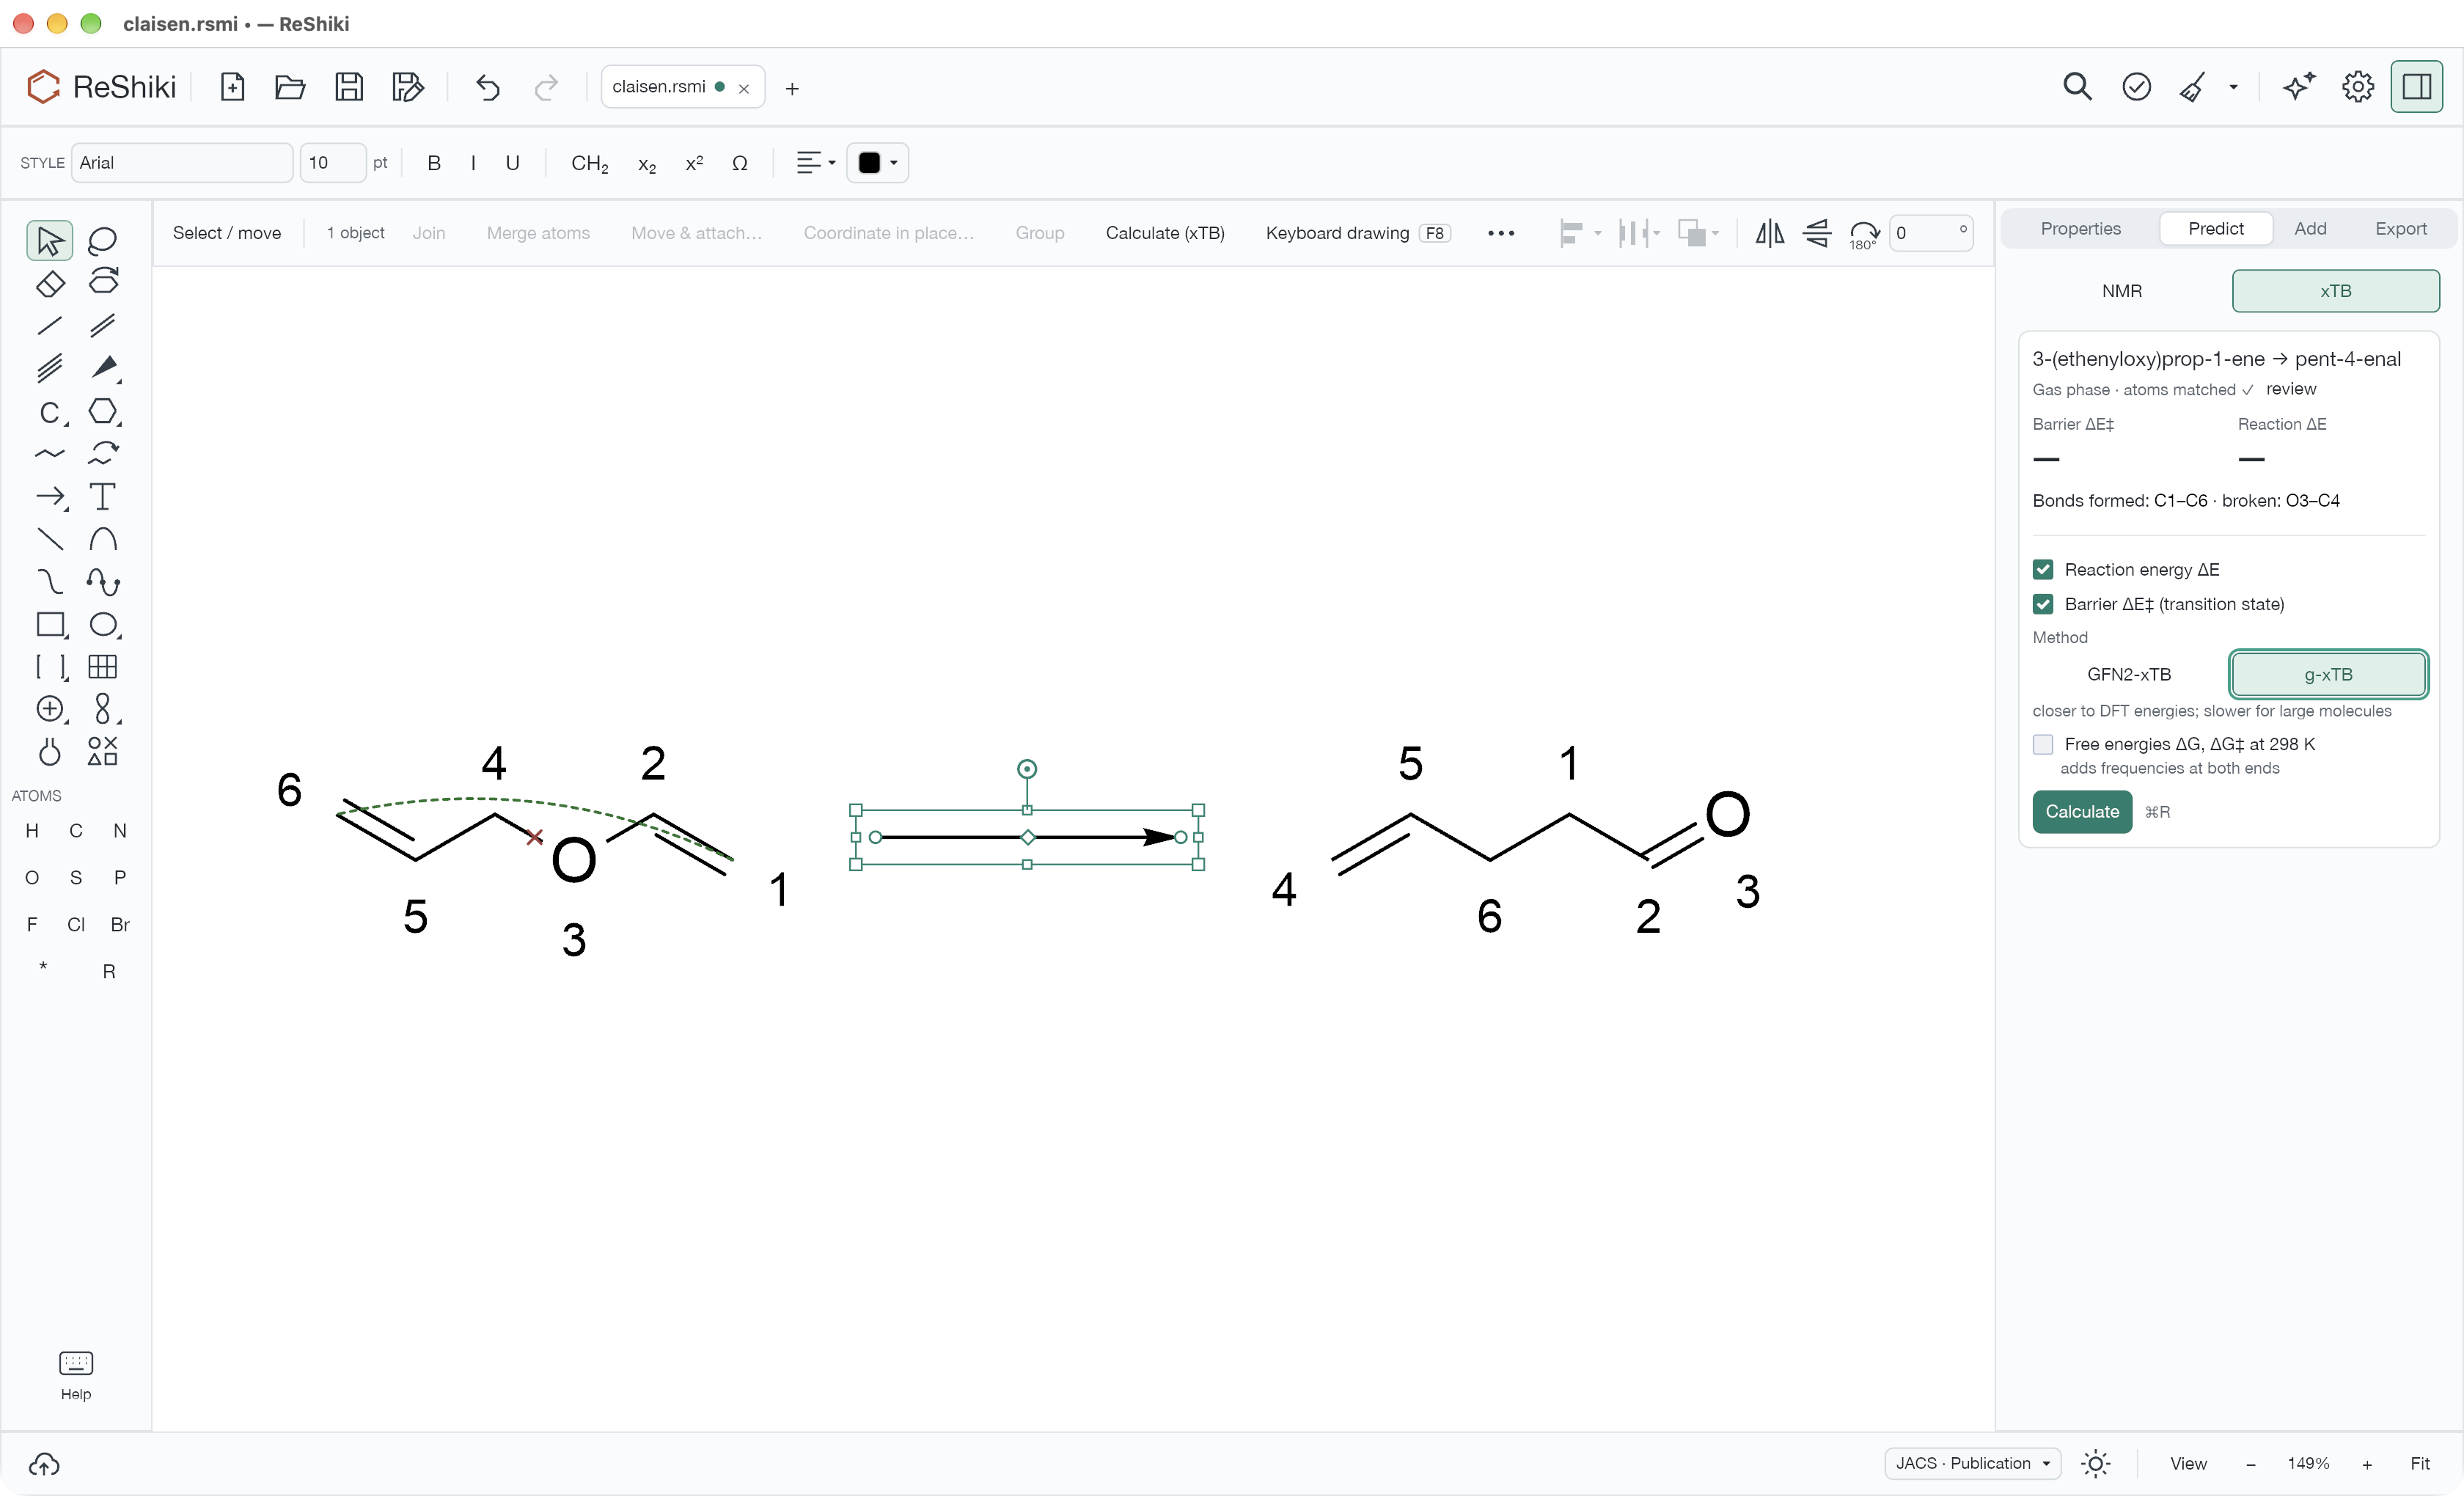 claisen.rsmi • — ReShiki
ReShiki
claisen.rsmi
STYLE Arial 10 pt B I U CH₂ x₂ x² Ω
Select / move 1 object Join Merge atoms Move & attach... Coordinate in place... Group Calculate (xTB) Keyboard drawing F8 ••• 180° 0 °
Properties Predict Add Export
NMR xTB
3-(ethenyloxy)prop-1-ene → pent-4-enal
Gas phase · atoms matched ✓ review
Barrier ΔE‡ Reaction ΔE
— —
Bonds formed: C1–C6 · broken: O3–C4
Reaction energy ΔE
Barrier ΔE‡ (transition state)
Method
GFN2-xTB g-xTB
closer to DFT energies; slower for large molecules
Free energies ΔG, ΔG‡ at 298 K
adds frequencies at both ends
Calculate ⌘R
C
T
ATOMS
H C N
O S P
F Cl Br
* R
Help
6 4 2
O
5 3 1
5 1
O
4 6 2 3
JACS · Publication View − 149% + Fit